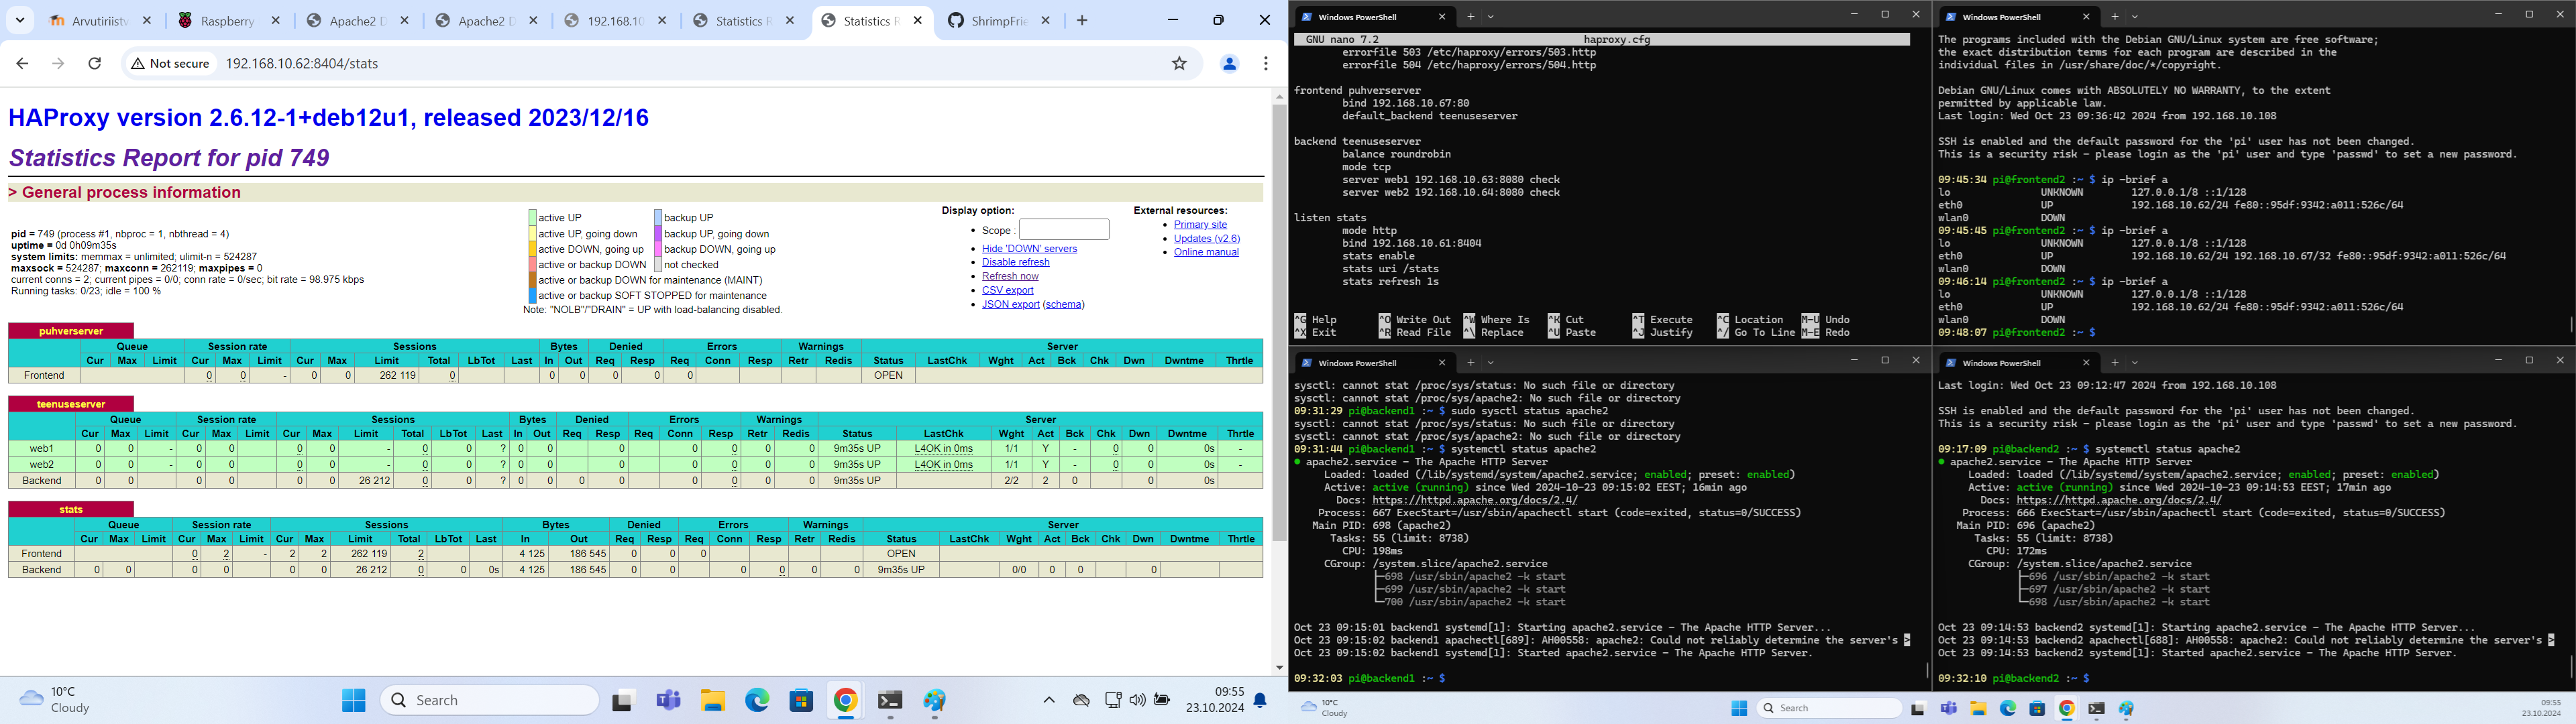 Arvutiriistv
Raspberry
Apache2 D
Apache2 D
192.168.10
Statistics R
Statistics R
ShrimpFrie
Not secure
192.168.10.62:8404/stats
HAProxy version 2.6.12-1+deb12u1, released 2023/12/16
Statistics Report for pid 749
> General process information
pid = 749 (process #1, nbproc = 1, nbthread = 4)
uptime = 0d 0h09m35s
system limits: memmax = unlimited; ulimit-n = 524287
maxsock = 524287; maxconn = 262119; maxpipes = 0
current conns = 2; current pipes = 0/0; conn rate = 0/sec; bit rate = 98.975 kbps
Running tasks: 0/23; idle = 100 %
active UP
backup UP
active UP, going down
backup UP, going down
active DOWN, going up
backup DOWN, going up
active or backup DOWN
not checked
active or backup DOWN for maintenance (MAINT)
active or backup SOFT STOPPED for maintenance
Note: "NOLB"/"DRAIN" = UP with load-balancing disabled.
Display option:
Scope :
Hide 'DOWN' servers
Disable refresh
Refresh now
CSV export
JSON export (schema)
External resources:
Primary site
Updates (v2.6)
Online manual
puhverserver
Queue Session rate Sessions Bytes Denied Errors Warnings Server
Cur Max Limit Cur Max Limit Cur Max Limit Total LbTot Last In Out Req Resp Req Conn Resp Retr Redis Status LastChk Wght Act Bck Chk Dwn Dwntme Thrtle
Frontend 0 0 - 0 0 262 119 0 0 0 0 0 0 OPEN
teenuseserver
Queue Session rate Sessions Bytes Denied Errors Warnings Server
Cur Max Limit Cur Max Limit Cur Max Limit Total LbTot Last In Out Req Resp Req Conn Resp Retr Redis Status LastChk Wght Act Bck Chk Dwn Dwntme Thrtle
web1 0 0 - 0 0 0 0 - 0 0 ? 0 0 0 0 0 0 0 9m35s UP L4OK in 0ms 1/1 Y - 0 0 0s -
web2 0 0 - 0 0 0 0 - 0 0 ? 0 0 0 0 0 0 0 9m35s UP L4OK in 0ms 1/1 Y - 0 0 0s -
Backend 0 0 0 0 0 0 26 212 0 0 ? 0 0 0 0 0 0 0 0 9m35s UP 2/2 2 0 0 0s
stats
Queue Session rate Sessions Bytes Denied Errors Warnings Server
Cur Max Limit Cur Max Limit Cur Max Limit Total LbTot Last In Out Req Resp Req Conn Resp Retr Redis Status LastChk Wght Act Bck Chk Dwn Dwntme Thrtle
Frontend 0 2 - 2 2 262 119 2 4 125 186 545 0 0 0 OPEN
Backend 0 0 0 0 0 0 26 212 0 0 0s 4 125 186 545 0 0 0 0 0 0 9m35s UP 0/0 0 0 0
10°C
Cloudy
Search
09:55
23.10.2024
Windows PowerShell
GNU nano 7.2 haproxy.cfg
errorfile 503 /etc/haproxy/errors/503.http
errorfile 504 /etc/haproxy/errors/504.http
frontend puhverserver
bind 192.168.10.67:80
default_backend teenuseserver
backend teenuseserver
balance roundrobin
mode tcp
server web1 192.168.10.63:8080 check
server web2 192.168.10.64:8080 check
listen stats
mode http
bind 192.168.10.61:8404
stats enable
stats uri /stats
stats refresh 1s
^G Help ^O Write Out ^W Where Is ^K Cut ^T Execute ^C Location M-U Undo
^X Exit ^R Read File ^\ Replace ^U Paste ^J Justify ^/ Go To Line M-E Redo
Windows PowerShell
The programs included with the Debian GNU/Linux system are free software;
the exact distribution terms for each program are described in the
individual files in /usr/share/doc/*/copyright.
Debian GNU/Linux comes with ABSOLUTELY NO WARRANTY, to the extent
permitted by applicable law.
Last login: Wed Oct 23 09:36:42 2024 from 192.168.10.108
SSH is enabled and the default password for the 'pi' user has not been changed.
This is a security risk - please login as the 'pi' user and type 'passwd' to set a new password.
09:45:34 pi@frontend2 :~ $ ip -brief a
lo UNKNOWN 127.0.0.1/8 ::1/128
eth0 UP 192.168.10.62/24 fe80::95df:9342:a011:526c/64
wlan0 DOWN
09:45:45 pi@frontend2 :~ $ ip -brief a
lo UNKNOWN 127.0.0.1/8 ::1/128
eth0 UP 192.168.10.62/24 192.168.10.67/32 fe80::95df:9342:a011:526c/64
wlan0 DOWN
09:46:14 pi@frontend2 :~ $ ip -brief a
lo UNKNOWN 127.0.0.1/8 ::1/128
eth0 UP 192.168.10.62/24 fe80::95df:9342:a011:526c/64
wlan0 DOWN
09:48:07 pi@frontend2 :~ $
Windows PowerShell
sysctl: cannot stat /proc/sys/status: No such file or directory
sysctl: cannot stat /proc/sys/apache2: No such file or directory
09:31:29 pi@backend1 :~ $ sudo sysctl status apache2
sysctl: cannot stat /proc/sys/status: No such file or directory
sysctl: cannot stat /proc/sys/apache2: No such file or directory
09:31:44 pi@backend1 :~ $ systemctl status apache2
● apache2.service - The Apache HTTP Server
Loaded: loaded (/lib/systemd/system/apache2.service; enabled; preset: enabled)
Active: active (running) since Wed 2024-10-23 09:15:02 EEST; 16min ago
Docs: https://httpd.apache.org/docs/2.4/
Process: 667 ExecStart=/usr/sbin/apachectl start (code=exited, status=0/SUCCESS)
Main PID: 698 (apache2)
Tasks: 55 (limit: 8738)
CPU: 198ms
CGroup: /system.slice/apache2.service
├─698 /usr/sbin/apache2 -k start
├─699 /usr/sbin/apache2 -k start
└─700 /usr/sbin/apache2 -k start
Oct 23 09:15:01 backend1 systemd[1]: Starting apache2.service - The Apache HTTP Server...
Oct 23 09:15:02 backend1 apachectl[689]: AH00558: apache2: Could not reliably determine the server's >
Oct 23 09:15:02 backend1 systemd[1]: Started apache2.service - The Apache HTTP Server.
09:32:03 pi@backend1 :~ $
Windows PowerShell
Last login: Wed Oct 23 09:12:47 2024 from 192.168.10.108
SSH is enabled and the default password for the 'pi' user has not been changed.
This is a security risk - please login as the 'pi' user and type 'passwd' to set a new password.
09:17:09 pi@backend2 :~ $ systemctl status apache2
● apache2.service - The Apache HTTP Server
Loaded: loaded (/lib/systemd/system/apache2.service; enabled; preset: enabled)
Active: active (running) since Wed 2024-10-23 09:14:53 EEST; 17min ago
Docs: https://httpd.apache.org/docs/2.4/
Process: 666 ExecStart=/usr/sbin/apachectl start (code=exited, status=0/SUCCESS)
Main PID: 696 (apache2)
Tasks: 55 (limit: 8738)
CPU: 172ms
CGroup: /system.slice/apache2.service
├─696 /usr/sbin/apache2 -k start
├─697 /usr/sbin/apache2 -k start
└─698 /usr/sbin/apache2 -k start
Oct 23 09:14:53 backend2 systemd[1]: Starting apache2.service - The Apache HTTP Server...
Oct 23 09:14:53 backend2 apachectl[688]: AH00558: apache2: Could not reliably determine the server's >
Oct 23 09:14:53 backend2 systemd[1]: Started apache2.service - The Apache HTTP Server.
09:32:10 pi@backend2 :~ $
10°C
Cloudy
Search
09:55
23.10.2024